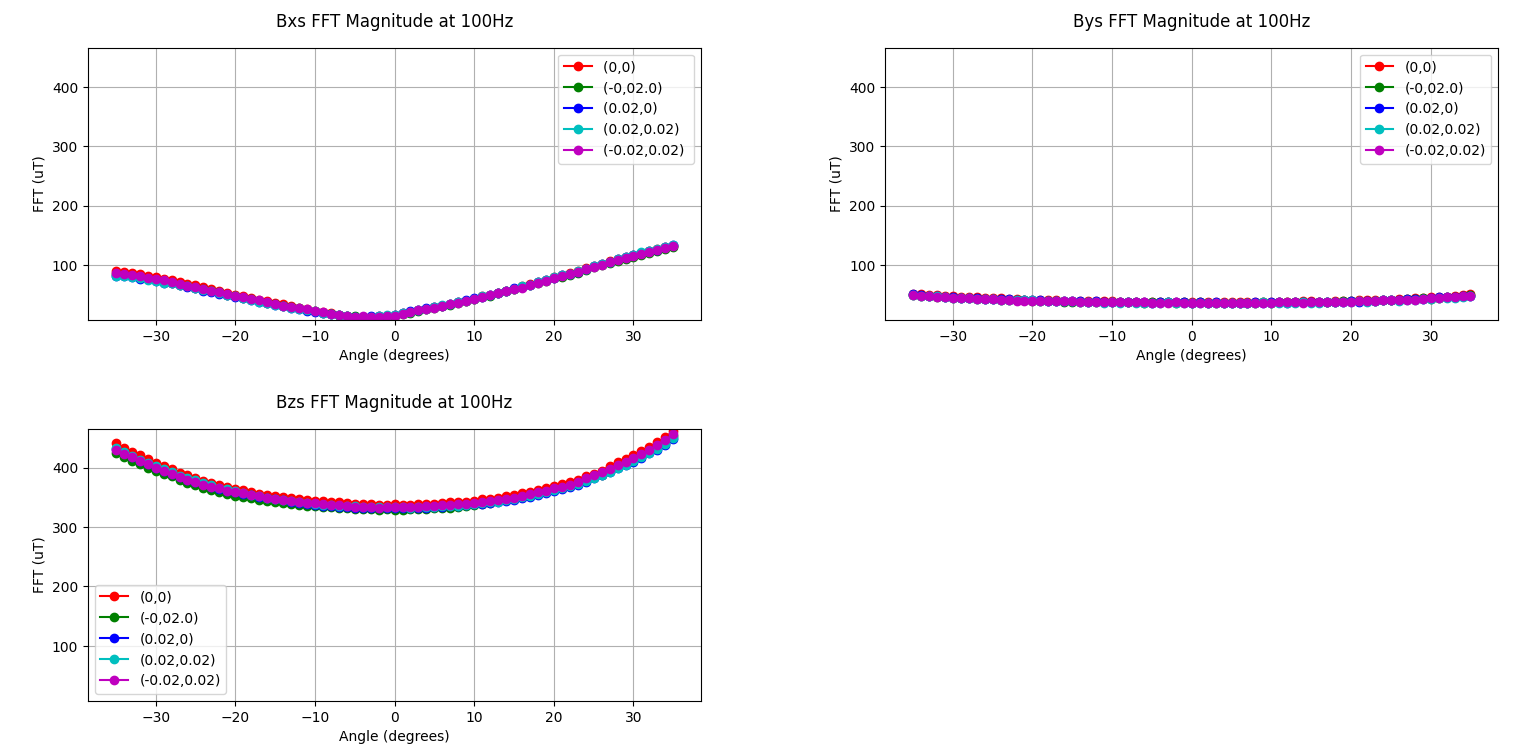 Bxs FFT Magnitude at 100Hz
FFT (uT)
400
300
200
100
(0,0)
(-0,02.0)
(0.02,0)
(0.02,0.02)
(-0.02,0.02)
−30 −20 −10 0 10 20 30
Angle (degrees)
Bys FFT Magnitude at 100Hz
FFT (uT)
400
300
200
100
(0,0)
(-0,02.0)
(0.02,0)
(0.02,0.02)
(-0.02,0.02)
−30 −20 −10 0 10 20 30
Angle (degrees)
Bzs FFT Magnitude at 100Hz
FFT (uT)
400
300
200
100
(0,0)
(-0,02.0)
(0.02,0)
(0.02,0.02)
(-0.02,0.02)
−30 −20 −10 0 10 20 30
Angle (degrees)